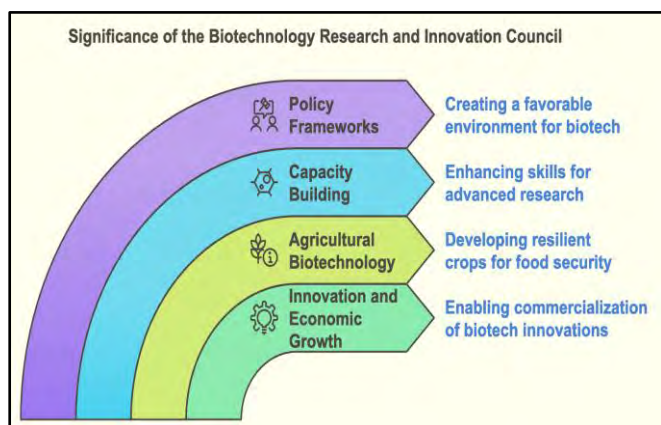 Significance of the Biotechnology Research and Innovation Council
Policy
Frameworks
Creating a favorable
environment for biotech
Capacity
Building
Enhancing skills for
advanced research
Agricultural
Biotechnology
Developing resilient
crops for food security
Innovation and
Economic
Growth
Enabling commercialization
of biotech innovations